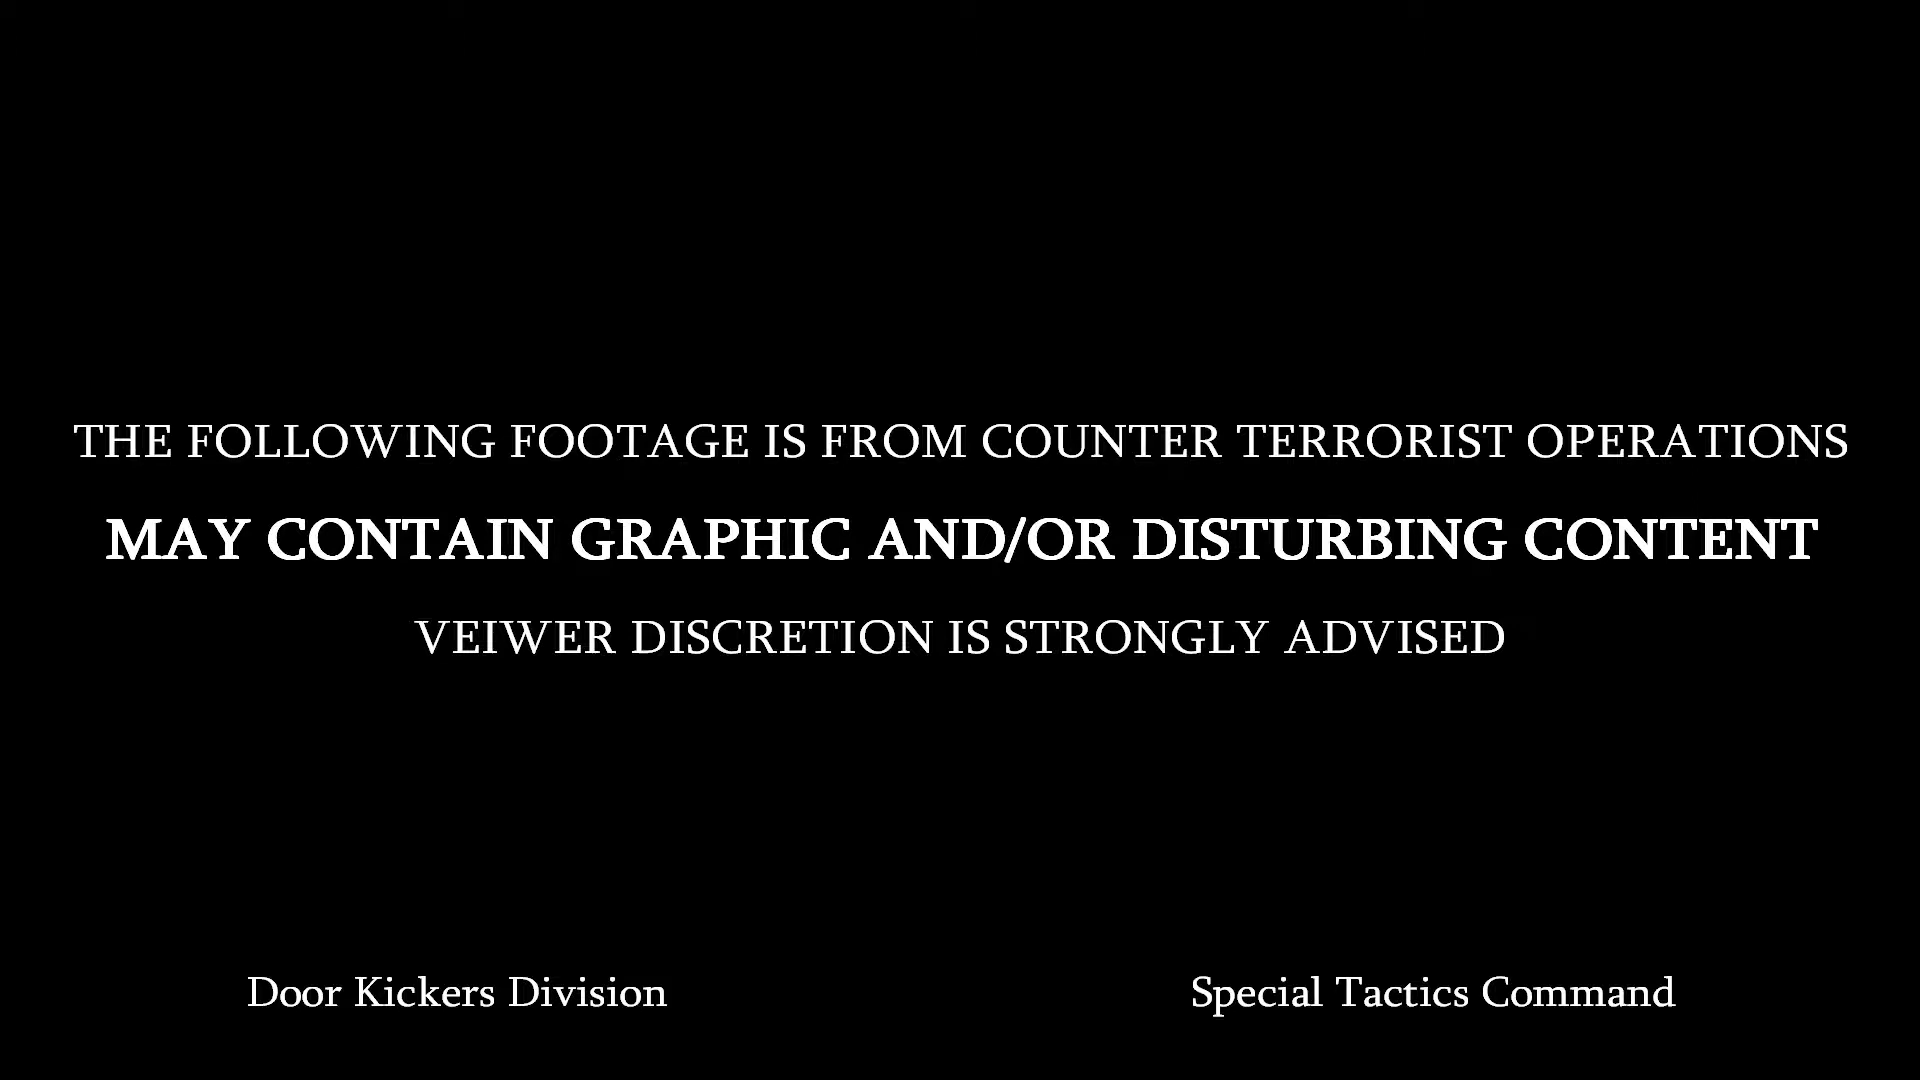 THE FOLLOWING FOOTAGE IS FROM COUNTER TERRORIST OPERATIONS
MAY CONTAIN GRAPHIC AND/OR DISTURBING CONTENT
VEIWER DISCRETION IS STRONGLY ADVISED
Door Kickers Division
Special Tactics Command